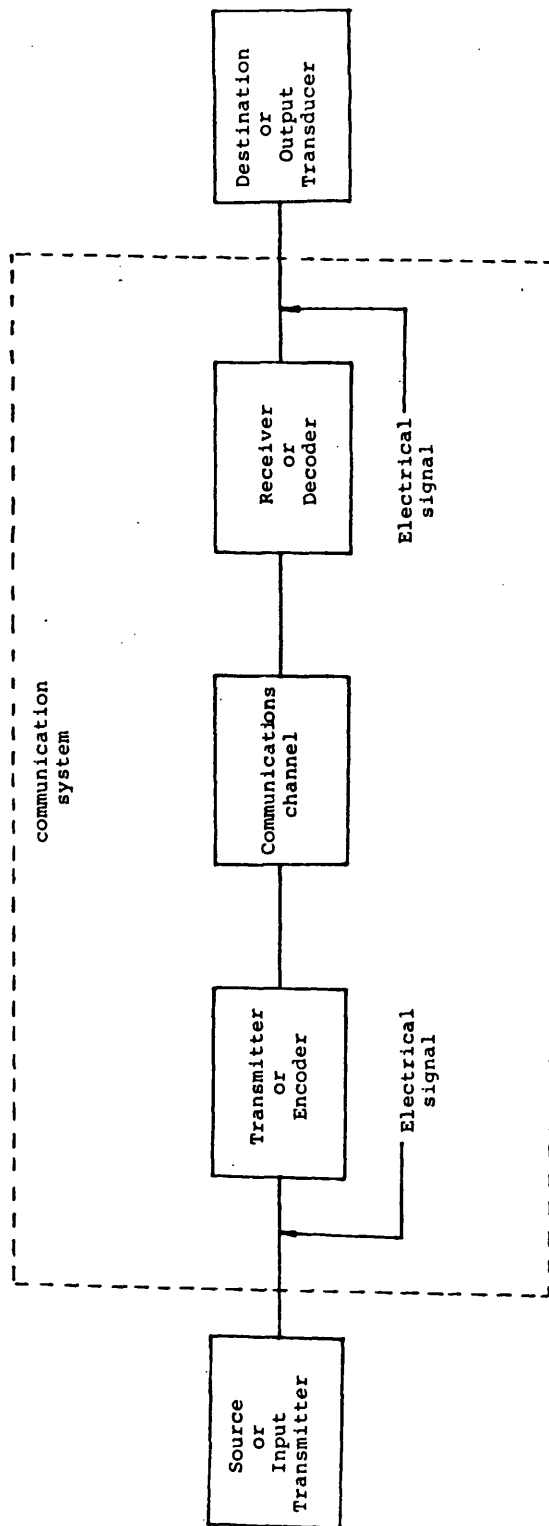 communication
system
Source
or
Input
Transmitter
Transmitter
or
Encoder
Communications
channel
Receiver
or
Decoder
Destination
or
Output
Transducer
Electrical
signal
Electrical
signal